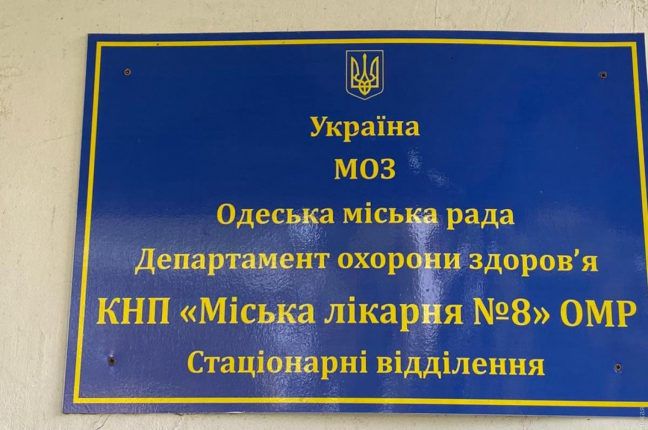 Україна
МОЗ
Одеська міська рада
Департамент охорони здоров’я
КНП «Міська лікарня №8» ОМР
Стаціонарні відділення